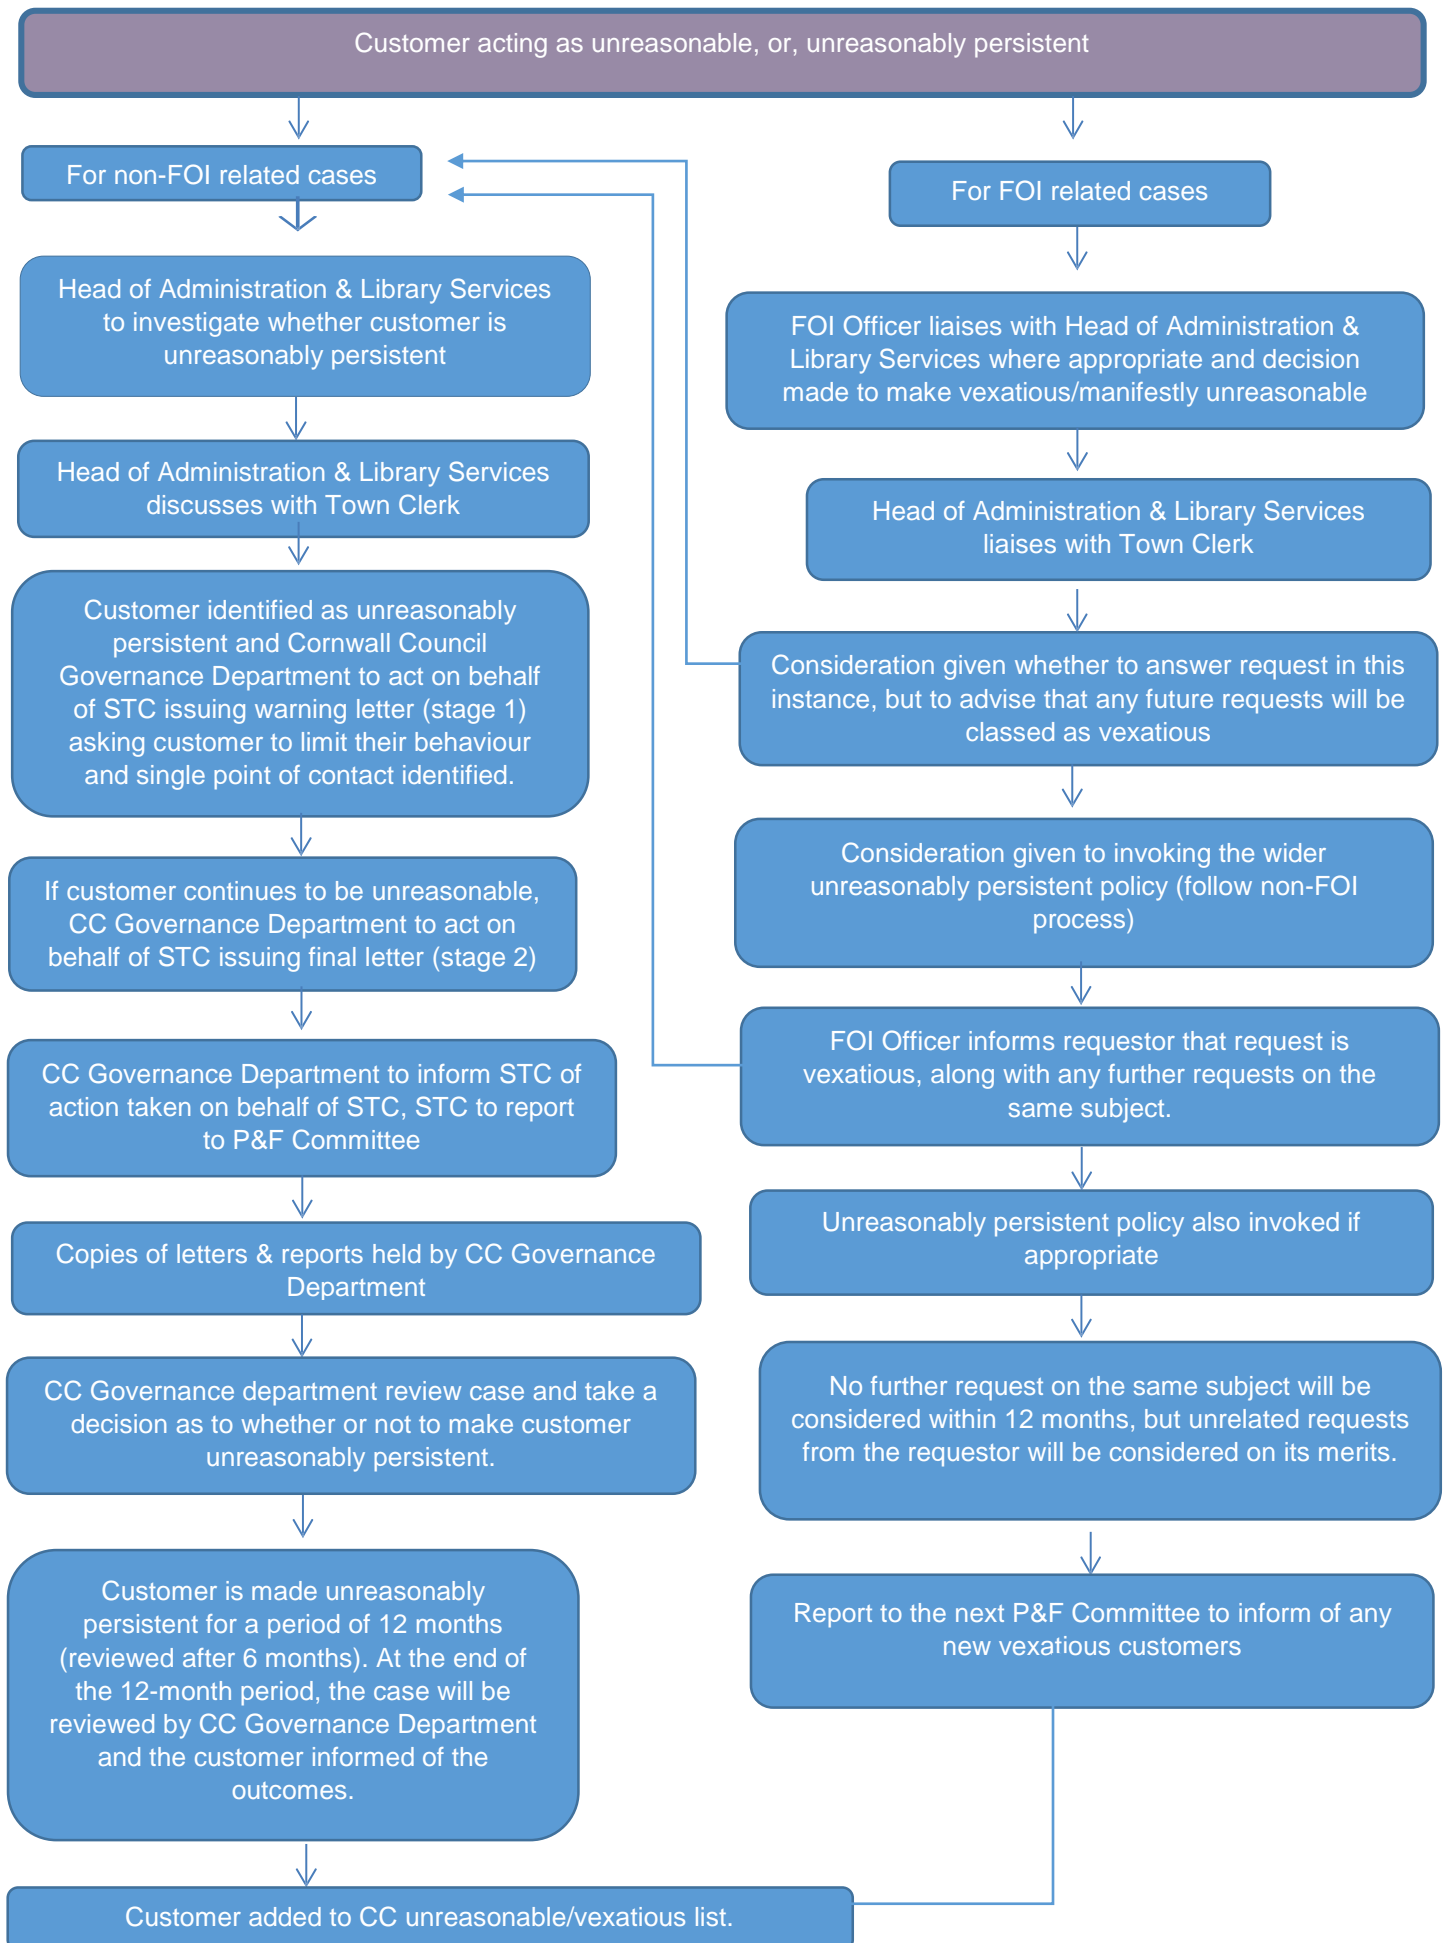 Customer acting as unreasonable, or, unreasonably persistent
For non-FOI related cases
Head of Administration & Library Services
to investigate whether customer is
unreasonably persistent
Head of Administration & Library Services
discusses with Town Clerk
Customer identified as unreasonably
persistent and Cornwall Council
Governance Department to act on behalf
of STC issuing warning letter (stage 1)
asking customer to limit their behaviour
and single point of contact identified.
If customer continues to be unreasonable,
CC Governance Department to act on
behalf of STC issuing final letter (stage 2)
CC Governance Department to inform STC of
action taken on behalf of STC, STC to report
to P&F Committee
Copies of letters & reports held by CC Governance
Department
CC Governance department review case and take a
decision as to whether or not to make customer
unreasonably persistent.
Customer is made unreasonably
persistent for a period of 12 months
(reviewed after 6 months). At the end of
the 12-month period, the case will be
reviewed by CC Governance Department
and the customer informed of the
outcomes.
Customer added to CC unreasonable/vexatious list.
For FOI related cases
FOI Officer liaises with Head of Administration &
Library Services where appropriate and decision
made to make vexatious/manifestly unreasonable
Head of Administration & Library Services
liaises with Town Clerk
Consideration given whether to answer request in this
instance, but to advise that any future requests will be
classed as vexatious
Consideration given to invoking the wider
unreasonably persistent policy (follow non-FOI
process)
FOI Officer informs requestor that request is
vexatious, along with any further requests on the
same subject.
Unreasonably persistent policy also invoked if
appropriate
No further request on the same subject will be
considered within 12 months, but unrelated requests
from the requestor will be considered on its merits.
Report to the next P&F Committee to inform of any
new vexatious customers